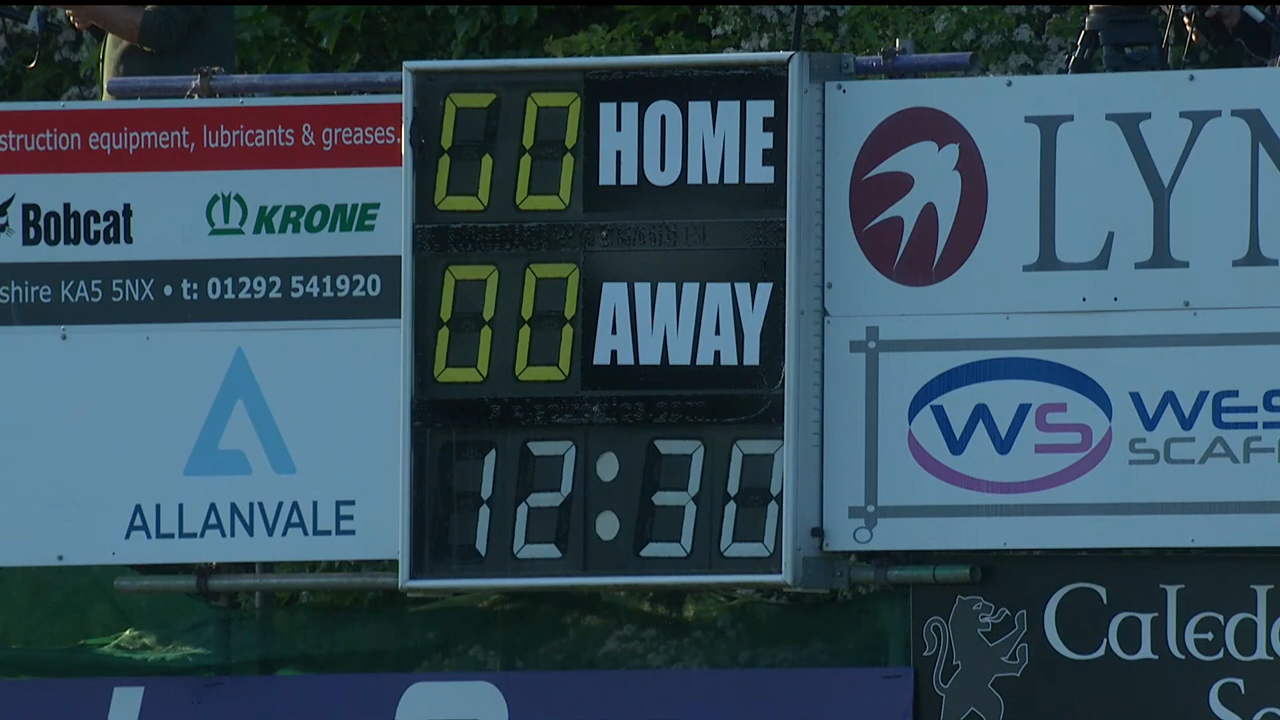 struction equipment, lubricants & greases.
Bobcat KRONE
shire KA5 5NX • t: 01292 541920
ALLANVALE
00 HOME
00 AWAY
12:30
LYN
WS WES
SCAF
Caledo
S